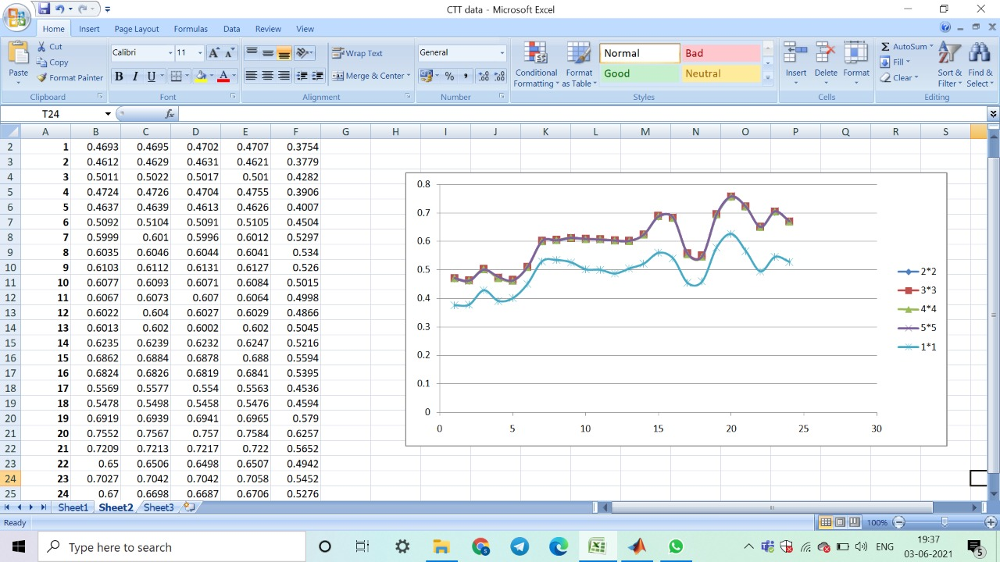 CTT data - Microsoft Excel
Home Insert Page Layout Formulas Data Review View
Paste Cut Copy Format Painter
Calibri 11 A A
B I U A
Wrap Text
Merge & Center
General
% ,
Conditional Formatting Format as Table
Normal Bad
Good Neutral
Insert Delete Format
Σ AutoSum Fill Clear
Sort & Filter Find & Select
Clipboard Font Alignment Number Styles Cells Editing
T24 fx
A B C D E F G H I J K L M N O P Q R S
2 1 0.4693 0.4695 0.4702 0.4707 0.3754
3 2 0.4612 0.4629 0.4631 0.4621 0.3779
4 3 0.5011 0.5022 0.5017 0.501 0.4282
5 4 0.4724 0.4726 0.4704 0.4755 0.3906
6 5 0.4637 0.4639 0.4613 0.4626 0.4007
7 6 0.5092 0.5104 0.5091 0.5105 0.4504
8 7 0.5999 0.601 0.5996 0.6012 0.5297
9 8 0.6035 0.6046 0.6044 0.6041 0.534
10 9 0.6103 0.6112 0.6131 0.6127 0.526
11 10 0.6077 0.6093 0.6071 0.6084 0.5015
12 11 0.6067 0.6073 0.607 0.6064 0.4998
13 12 0.6022 0.604 0.6027 0.6029 0.4866
14 13 0.6013 0.602 0.6002 0.602 0.5045
15 14 0.6235 0.6239 0.6232 0.6247 0.5216
16 15 0.6862 0.6884 0.6878 0.688 0.5594
17 16 0.6824 0.6826 0.6819 0.6841 0.5395
18 17 0.5569 0.5577 0.554 0.5563 0.4536
19 18 0.5478 0.5498 0.5458 0.5476 0.4594
20 19 0.6919 0.6939 0.6941 0.6965 0.579
21 20 0.7552 0.7567 0.757 0.7584 0.6257
22 21 0.7209 0.7213 0.7217 0.722 0.5652
23 22 0.65 0.6506 0.6498 0.6507 0.4942
24 23 0.7027 0.7042 0.7042 0.7058 0.5452
25 24 0.67 0.6698 0.6687 0.6706 0.5276
0.8
0.7
0.6
0.5
0.4
0.3
0.2
0.1
0
0 5 10 15 20 25 30
2*2
3*3
4*4
5*5
1*1
Sheet1 Sheet2 Sheet3
Ready 100%
Type here to search
ENG
19:37
03-06-2021
5